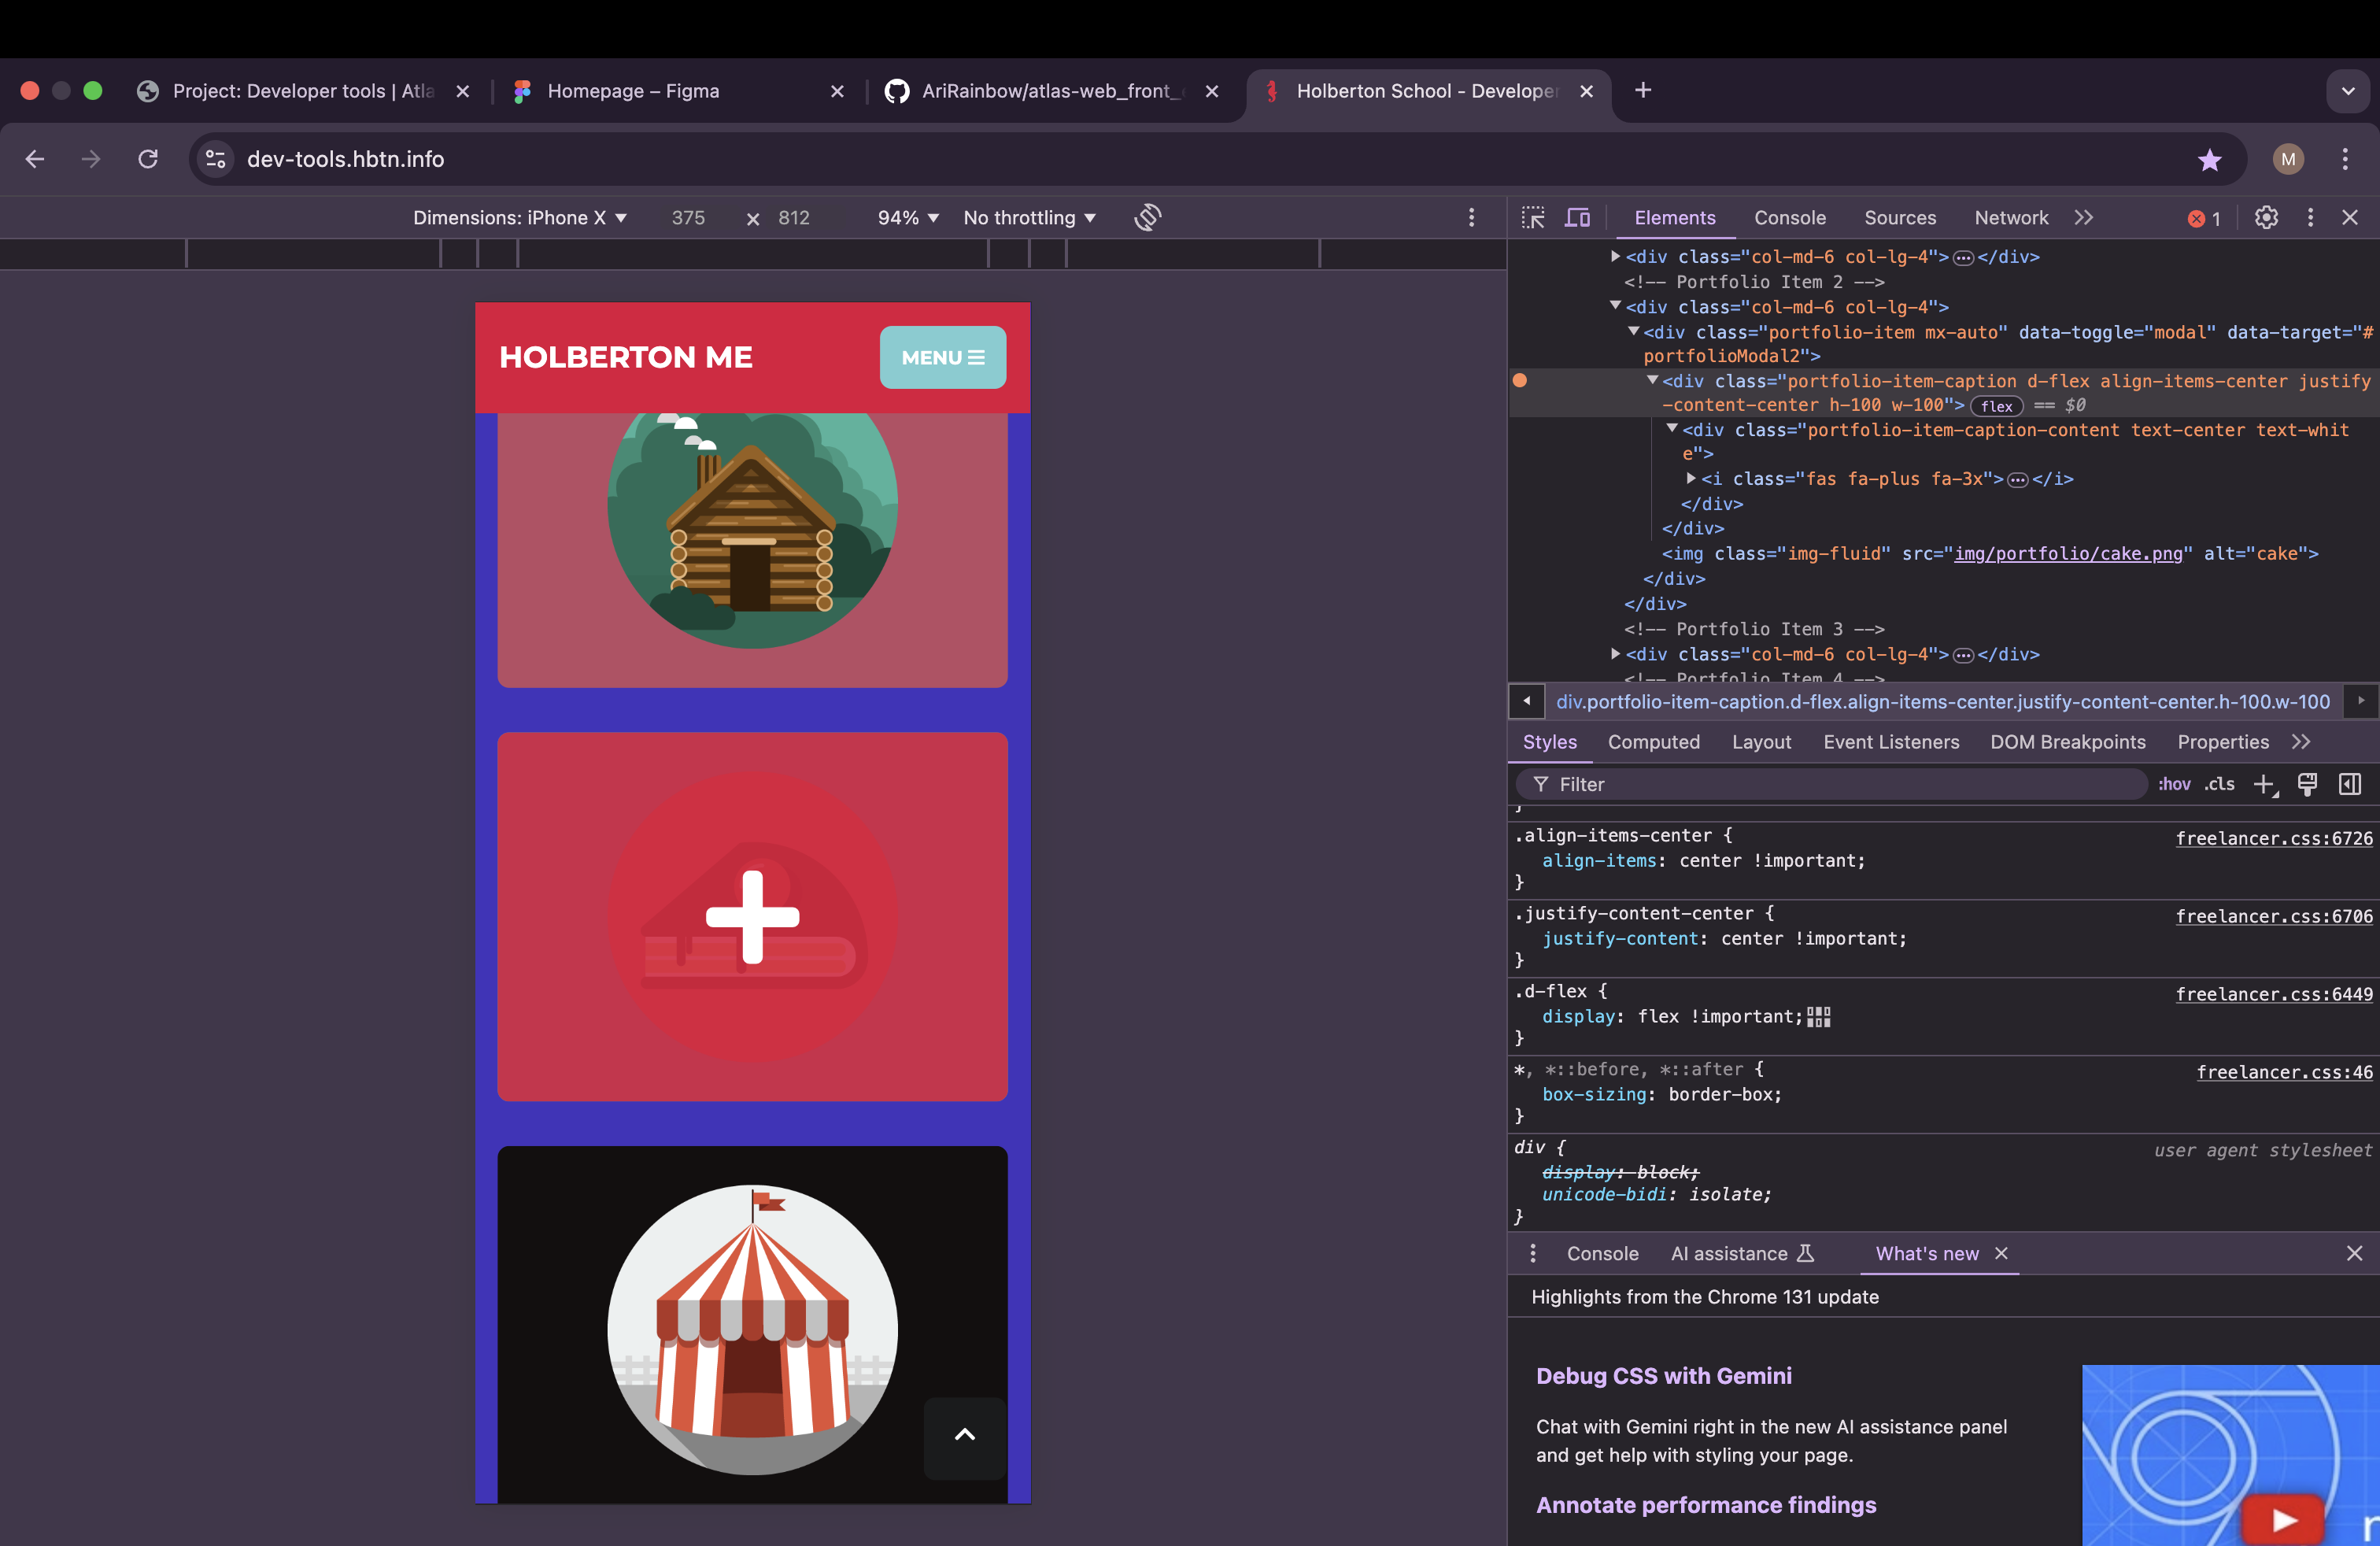 Project: Developer tools | Atla
Homepage – Figma
AriRainbow/atlas-web_front_
Holberton School - Developer
dev-tools.hbtn.info
M
Dimensions: iPhone X 375 × 812 94% No throttling
Elements Console Sources Network 1
HOLBERTON ME
MENU
<div class="col-md-6 col-lg-4">…</div>
<!-- Portfolio Item 2 -->
<div class="col-md-6 col-lg-4">
<div class="portfolio-item mx-auto" data-toggle="modal" data-target="#
portfolioModal2">
<div class="portfolio-item-caption d-flex align-items-center justify
-content-center h-100 w-100"> flex == $0
<div class="portfolio-item-caption-content text-center text-whit
e">
<i class="fas fa-plus fa-3x">…</i>
</div>
</div>
<img class="img-fluid" src="img/portfolio/cake.png" alt="cake">
</div>
</div>
<!-- Portfolio Item 3 -->
<div class="col-md-6 col-lg-4">…</div>
<!-- Portfolio Item 4 -->
div.portfolio-item-caption.d-flex.align-items-center.justify-content-center.h-100.w-100
Styles Computed Layout Event Listeners DOM Breakpoints Properties
Filter :hov .cls
}
.align-items-center { freelancer.css:6726
align-items: center !important;
}
.justify-content-center { freelancer.css:6706
justify-content: center !important;
}
.d-flex { freelancer.css:6449
display: flex !important;
}
*, *::before, *::after { freelancer.css:46
box-sizing: border-box;
}
div { user agent stylesheet
display: block;
unicode-bidi: isolate;
}
Console AI assistance What's new
Highlights from the Chrome 131 update
Debug CSS with Gemini
Chat with Gemini right in the new AI assistance panel
and get help with styling your page.
Annotate performance findings